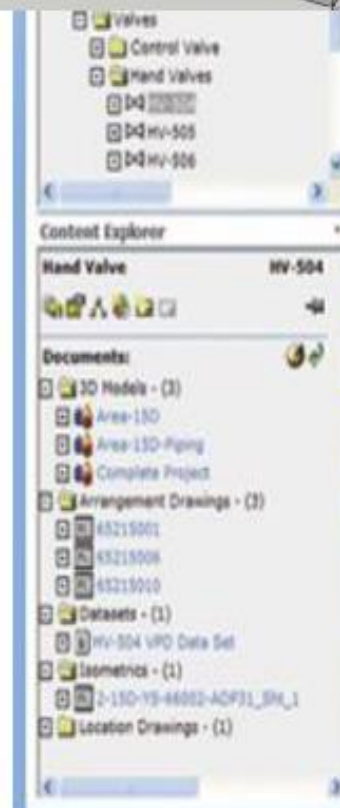 Valves
Control Valve
Hand Valves
HV-505
HV-506
Content Explorer
Hand Valve HV-504
Documents:
3D Models - (3)
Area-15D
Area-15D-Piping
Complete Project
Arrangement Drawings - (3)
65215001
65215006
65215010
Datasets - (1)
HV-504 VPD Data Set
Isometrics - (1)
Location Drawings - (1)